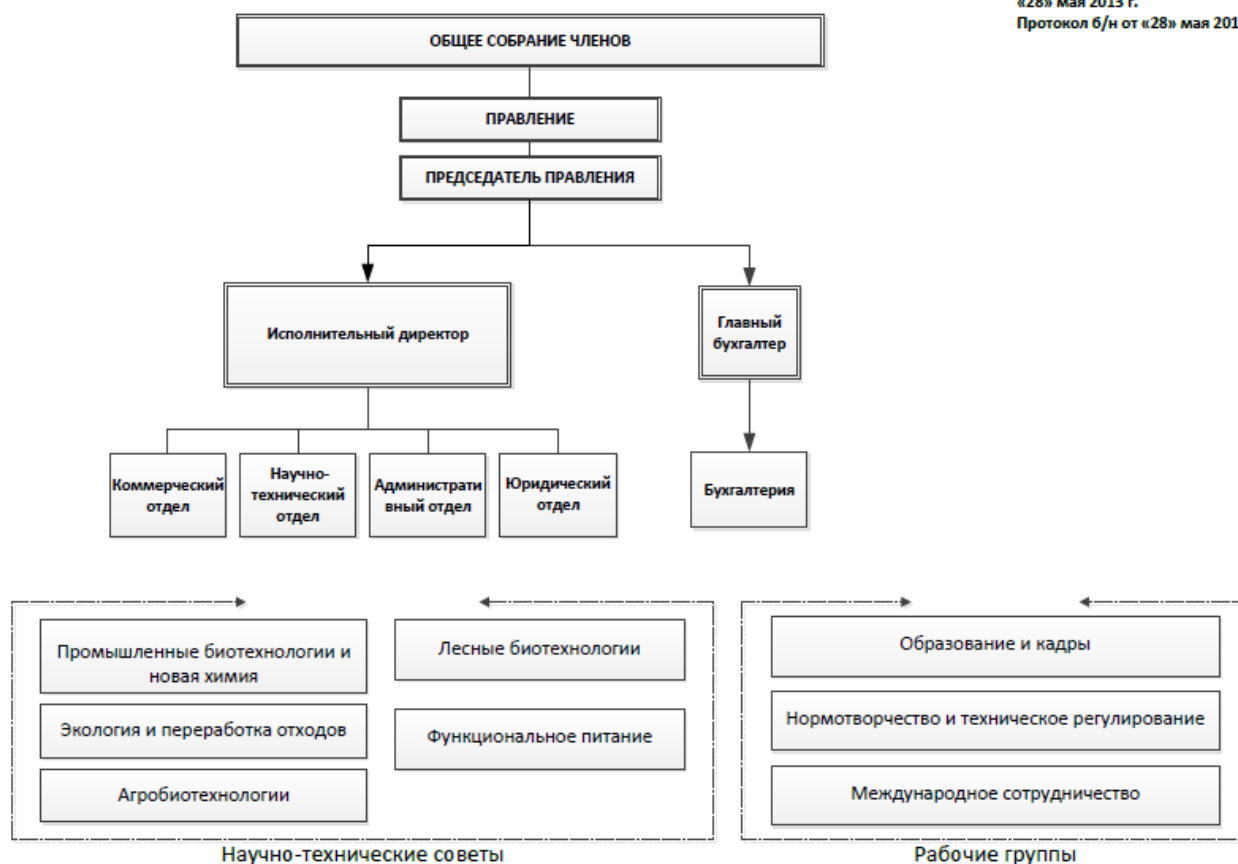 «28» мая 2013 г.
Протокол б/н от «28» мая 201
ОБЩЕЕ СОБРАНИЕ ЧЛЕНОВ
ПРАВЛЕНИЕ
ПРЕДСЕДАТЕЛЬ ПРАВЛЕНИЯ
Исполнительный директор
Главный
бухгалтер
Коммерческий
отдел
Научно-
технический
отдел
Администрати
вный отдел
Юридический
отдел
Бухгалтерия
Промышленные биотехнологии и
новая химия
Экология и переработка отходов
Агробиотехнологии
Лесные биотехнологии
Функциональное питание
Научно-технические советы
Образование и кадры
Нормотворчество и техническое регулирование
Международное сотрудничество
Рабочие группы